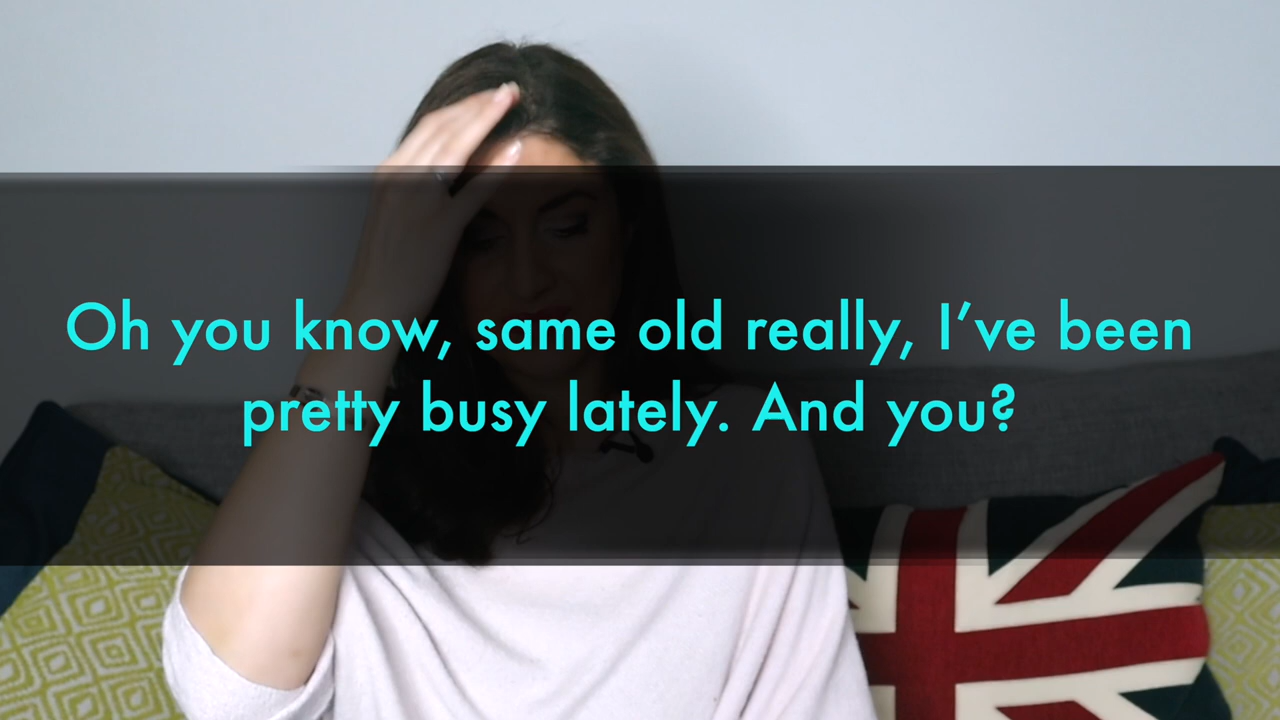 Oh you know, same old really, I’ve been
pretty busy lately. And you?